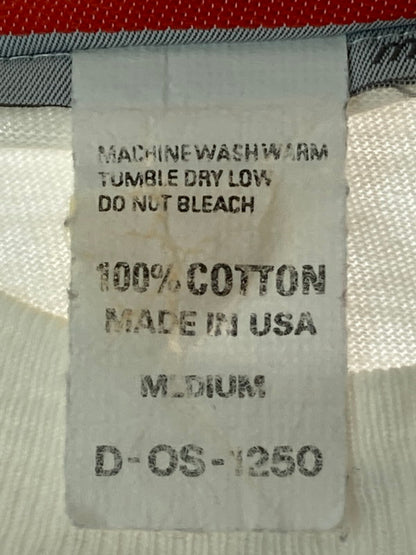 MACHINE WASH WARM
TUMBLE DRY LOW
DO NOT BLEACH
100% COTTON
MADE IN USA
MEDIUM
D-OS-1250